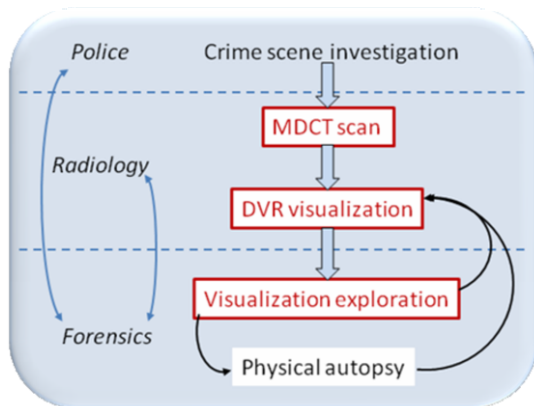 Police
Crime scene investigation
MDCT scan
Radiology
DVR visualization
Visualization exploration
Forensics
Physical autopsy